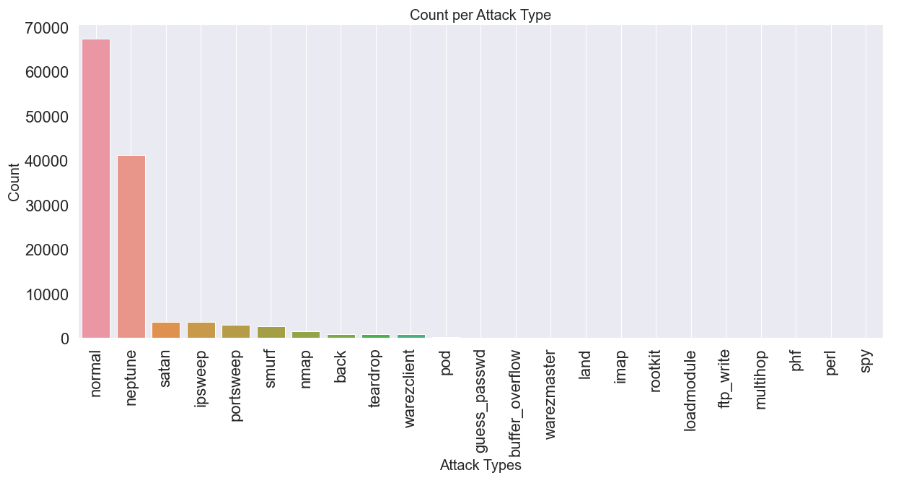 Count per Attack Type
70000
60000
50000
40000
30000
20000
10000
0
Count
normal
neptune
satan
ipsweep
portsweep
smurf
nmap
back
teardrop
warezclient
pod
guess_passwd
buffer_overflow
warezmaster
land
imap
rootkit
loadmodule
ftp_write
multihop
phf
perl
spy
Attack Types